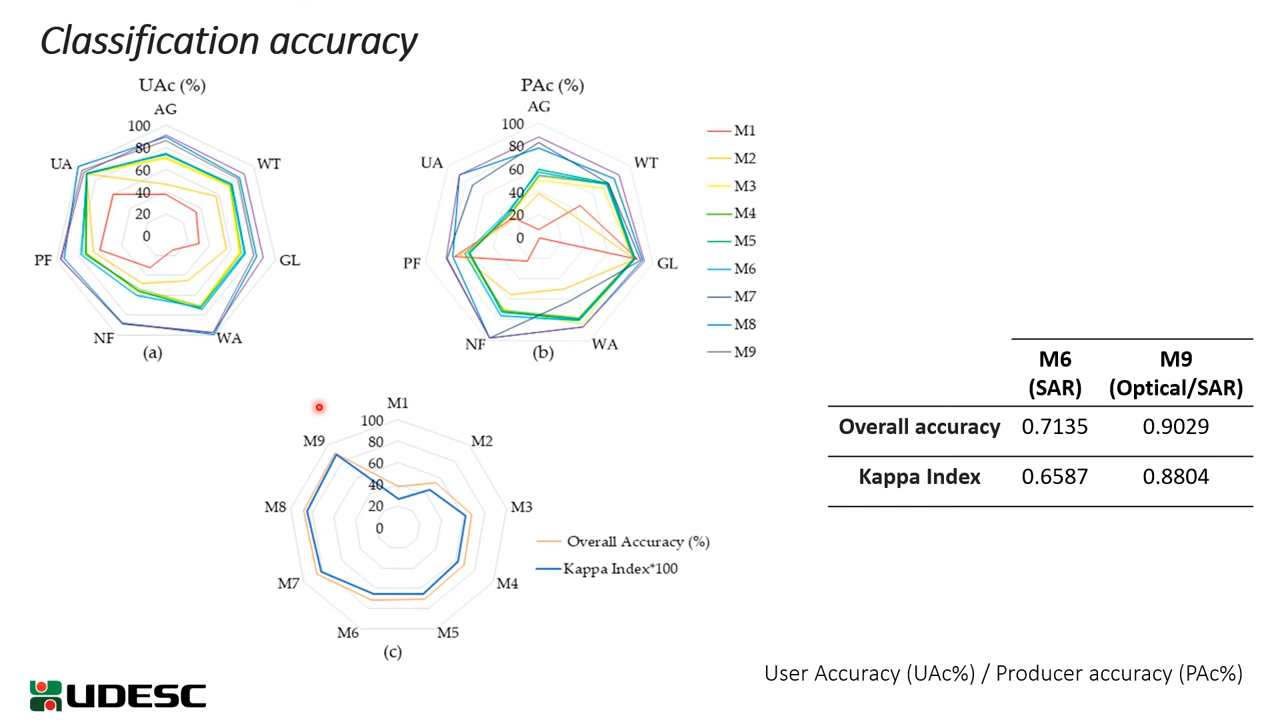 Classification accuracy
UAc (%)
AG
100
80
60
40
20
0
UA
WT
PF
GL
NF
WA
(a)
PAc (%)
AG
100
80
60
40
20
0
UA
WT
PF
GL
NF
WA
(b)
M1
M2
M3
M4
M5
M6
M7
M8
M9
M1
100
80
60
40
20
0
M9
M2
M8
M3
M7
M4
M6
M5
(c)
Overall Accuracy (%)
Kappa Index*100
M6 M9
(SAR) (Optical/SAR)
Overall accuracy 0.7135 0.9029
Kappa Index 0.6587 0.8804
User Accuracy (UAc%) / Producer accuracy (PAc%)
UDESC